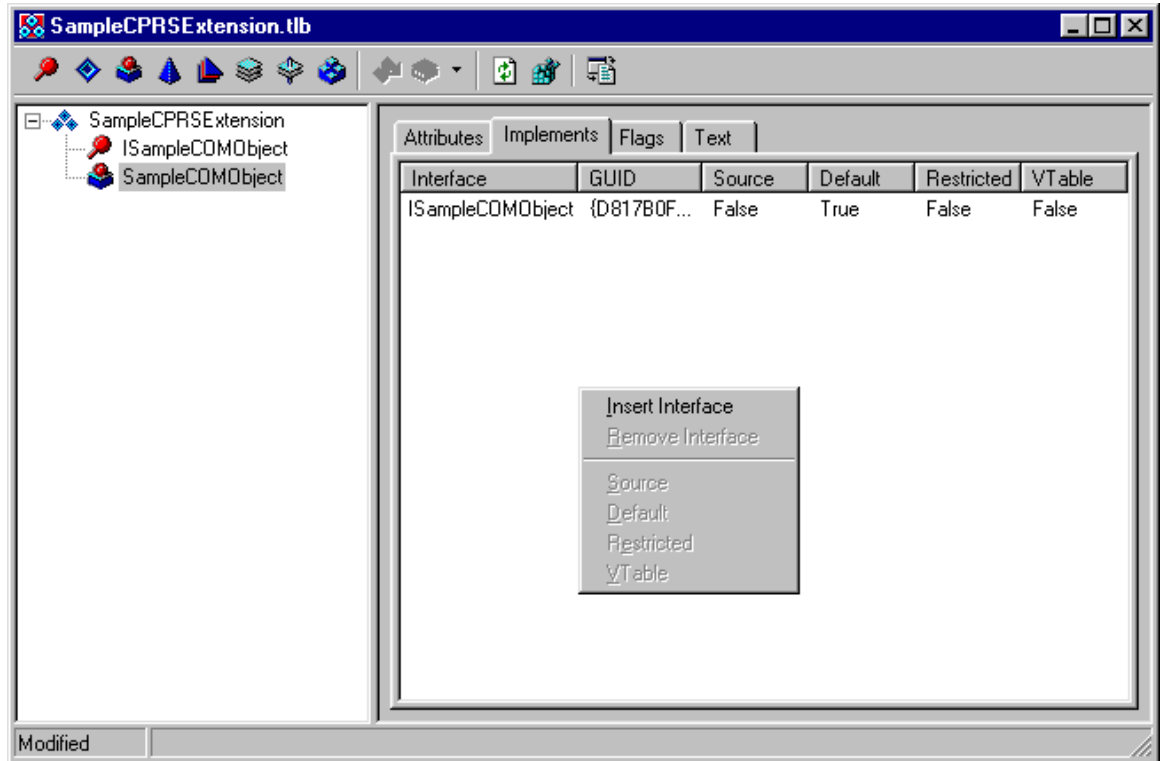 SampleCPRSExtension.tlb
SampleCPRSExtension
ISampleCOMObject
SampleCOMObject
Attributes Implements Flags Text
Interface GUID Source Default Restricted VTable
ISampleCOMObject {D817B0F... False True False False
Insert Interface
Remove Interface
Source
Default
Restricted
VTable
Modified